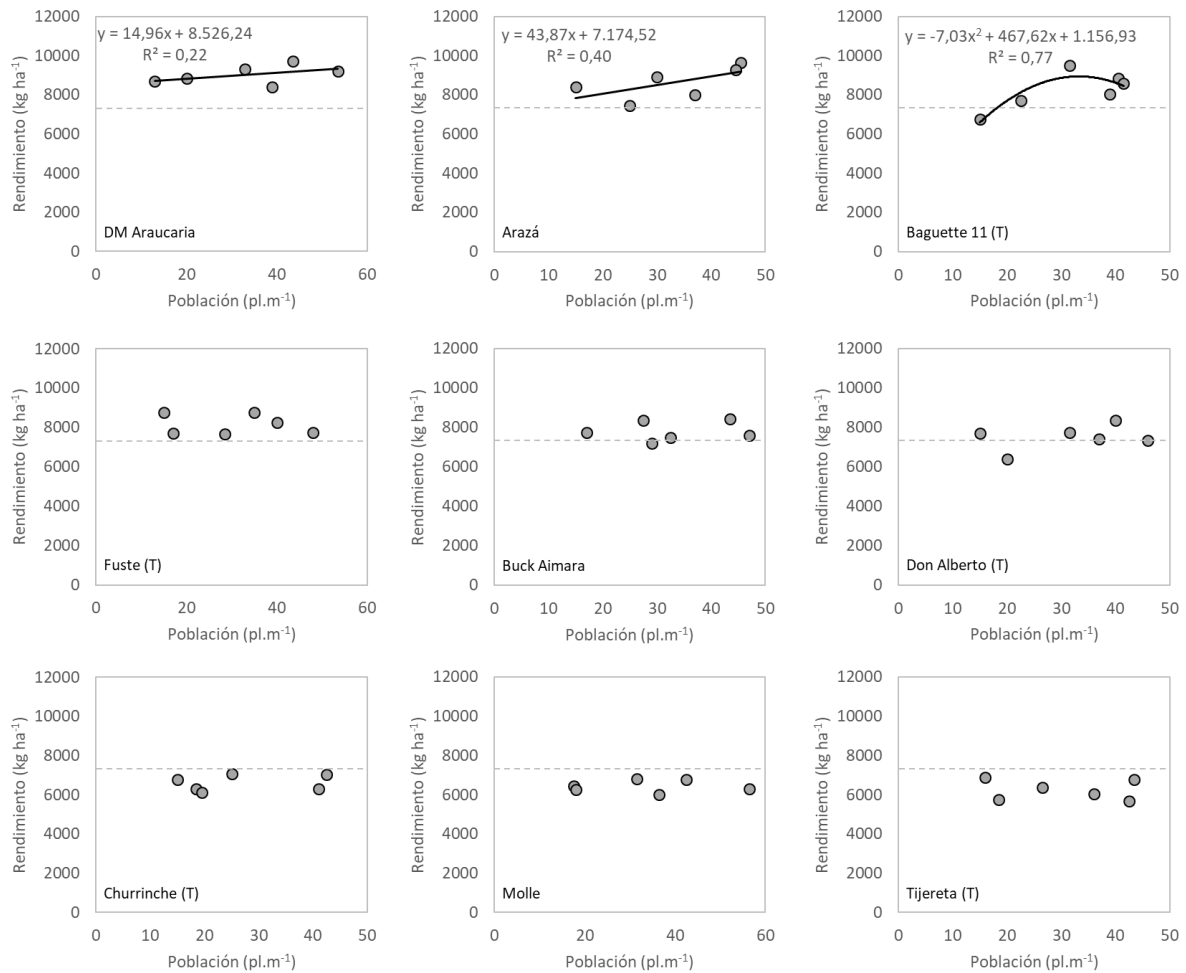 12000
10000
8000
6000
4000
2000
0
Rendimiento (kg ha-1)
y = 14,96x + 8.526,24
R² = 0,22
DM Araucaria
0 20 40 60
Población (pl.m-1)
12000
10000
8000
6000
4000
2000
0
Rendimiento (kg ha-1)
y = 43,87x + 7.174,52
R² = 0,40
Arazá
0 10 20 30 40 50
Población (pl.m-1)
12000
10000
8000
6000
4000
2000
0
Rendimiento (kg ha-1)
y = -7,03x² + 467,62x + 1.156,93
R² = 0,77
Baguette 11 (T)
0 10 20 30 40 50
Población (pl.m-1)
12000
10000
8000
6000
4000
2000
0
Rendimiento (kg ha-1)
Fuste (T)
0 20 40 60
Población (pl.m-1)
12000
10000
8000
6000
4000
2000
0
Rendimiento (kg ha-1)
Buck Aimara
0 10 20 30 40 50
Población (pl.m-1)
12000
10000
8000
6000
4000
2000
0
Rendimiento (kg ha-1)
Don Alberto (T)
0 10 20 30 40 50
Población (pl.m-1)
12000
10000
8000
6000
4000
2000
0
Rendimiento (kg ha-1)
Churrinche (T)
0 10 20 30 40 50
Población (pl.m-1)
12000
10000
8000
6000
4000
2000
0
Rendimiento (kg ha-1)
Molle
0 20 40 60
Población (pl.m-1)
12000
10000
8000
6000
4000
2000
0
Rendimiento (kg ha-1)
Tijereta (T)
0 10 20 30 40 50
Población (pl.m-1)